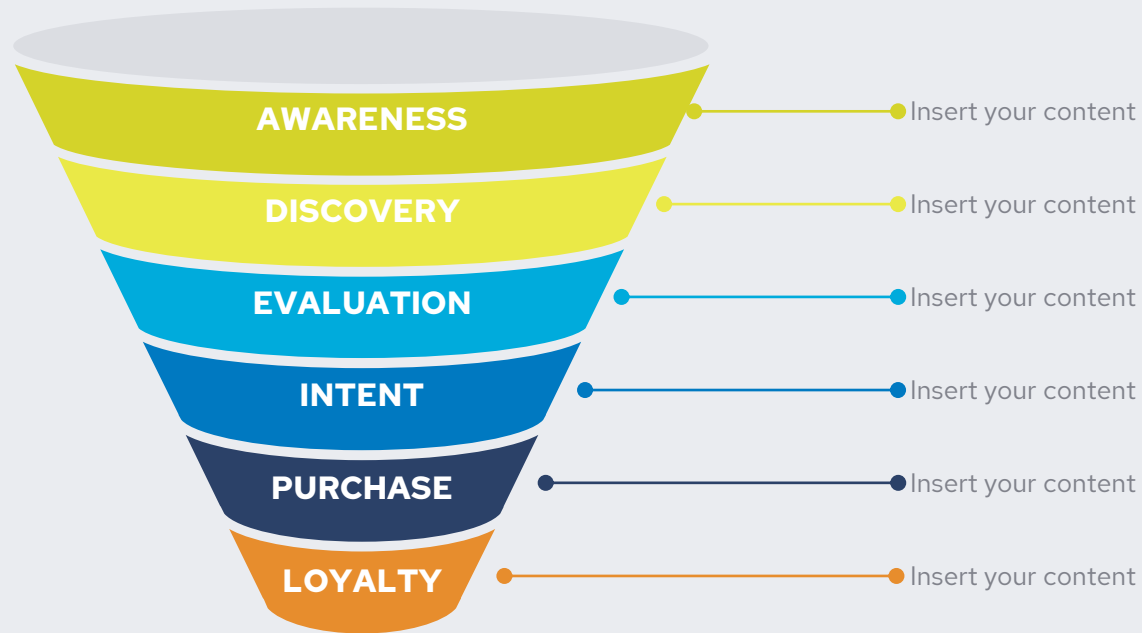 AWARENESS
Insert your content
DISCOVERY
Insert your content
EVALUATION
Insert your content
INTENT
Insert your content
PURCHASE
Insert your content
LOYALTY
Insert your content